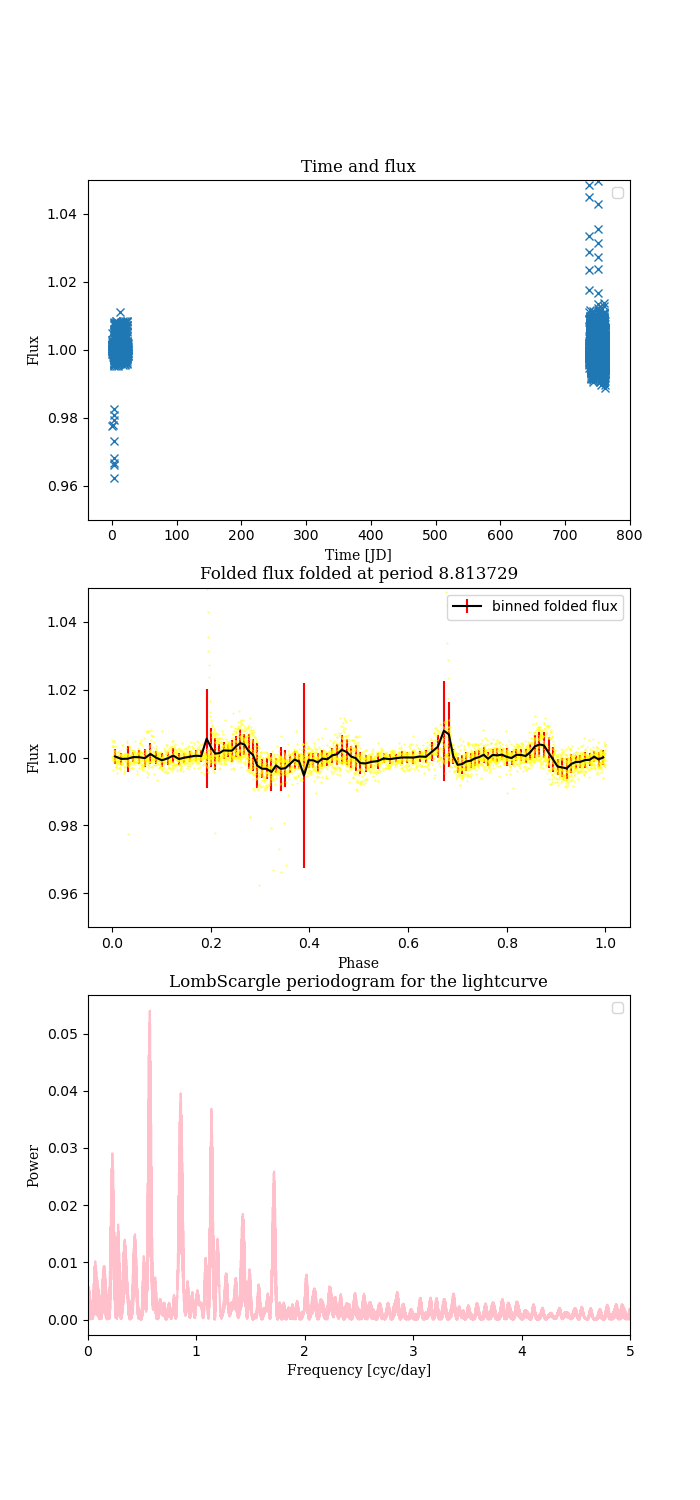 Time and flux
1.04
1.02
1.00
0.98
0.96
Flux
0 100 200 300 400 500 600 700 800
Time [JD]
Folded flux folded at period 8.813729
binned folded flux
1.04
1.02
1.00
0.98
0.96
Flux
0.0 0.2 0.4 0.6 0.8 1.0
Phase
LombScargle periodogram for the lightcurve
0.05
0.04
0.03
0.02
0.01
0.00
Power
0 1 2 3 4 5
Frequency [cyc/day]